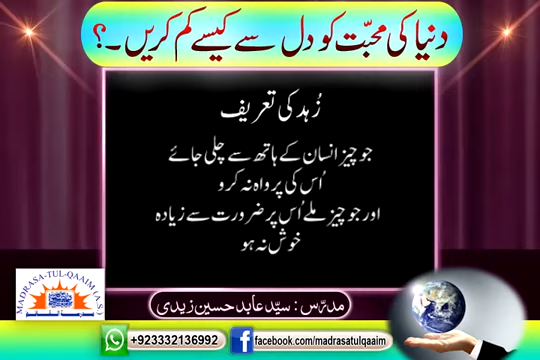 دنیا کی محبّت کو دل سے کیسے کم کریں۔؟
زُہد کی تعریف
جو چیز انسان کے ہاتھ سے چلی جائے
اُس کی پرواہ نہ کرو
اور جو چیز ملے اُس پر ضرورت سے زیادہ
خوش نہ ہو
MADRASA-TUL-QAAIM (A.S)
مدرّس : سیّد عابد حسین زیدی
+923332136992
facebook.com/madrasatulqaaim